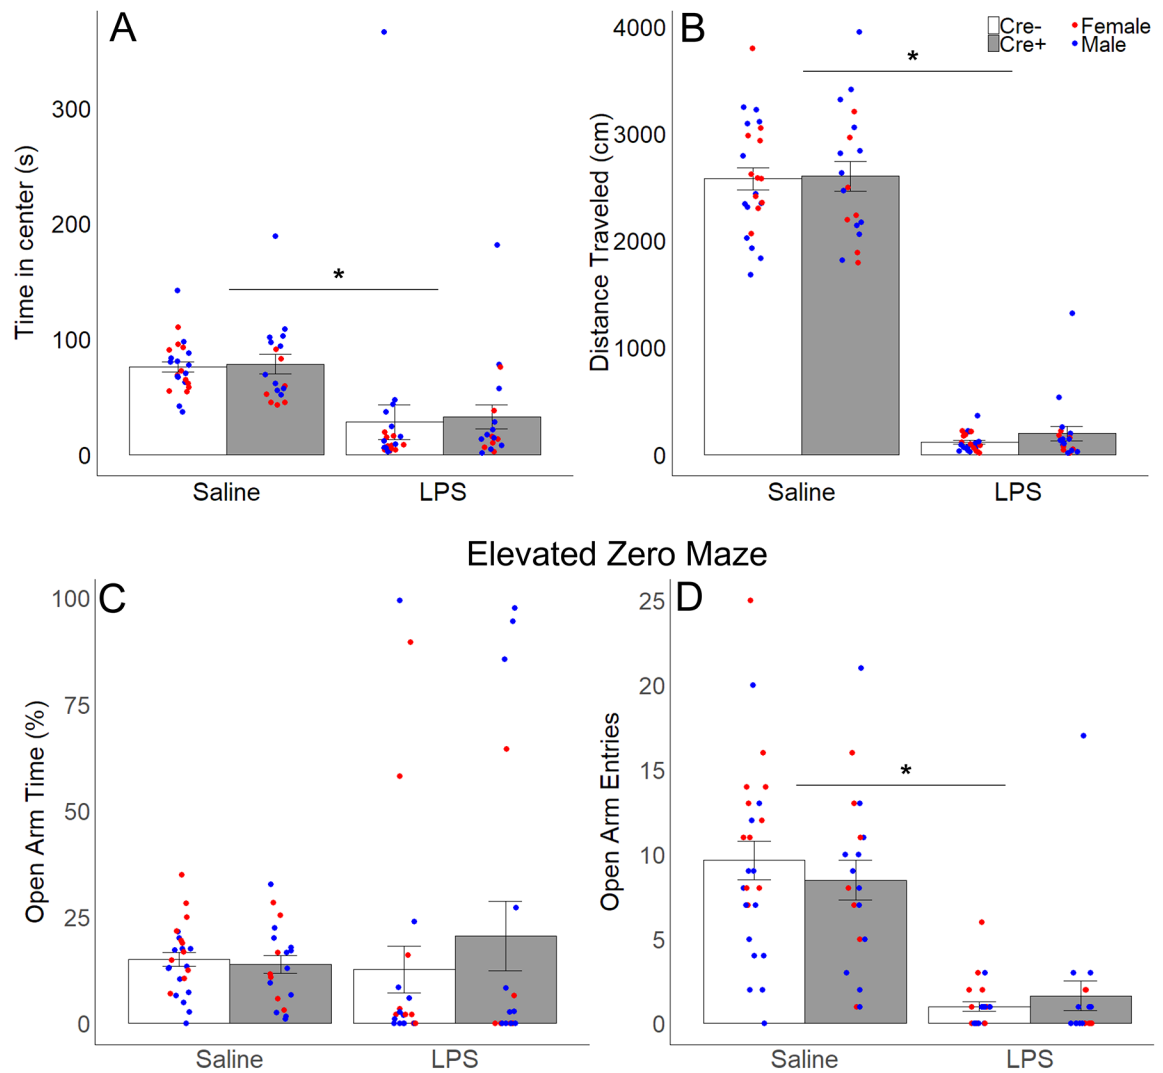 A
Time in center (s)
300
200
100
0
*
Saline LPS
B
Distance Traveled (cm)
4000
3000
2000
1000
0
*
Cre- Female
Cre+ Male
Saline LPS
Elevated Zero Maze
C
Open Arm Time (%)
100
75
50
25
0
Saline LPS
D
Open Arm Entries
25
20
15
10
5
0
*
Saline LPS